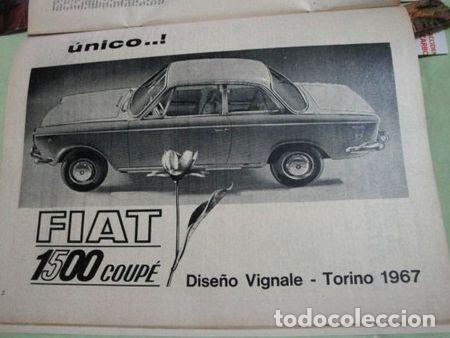 único..!
FIAT
1500 COUPÉ
Diseño Vignale - Torino 1967
todocoleccion